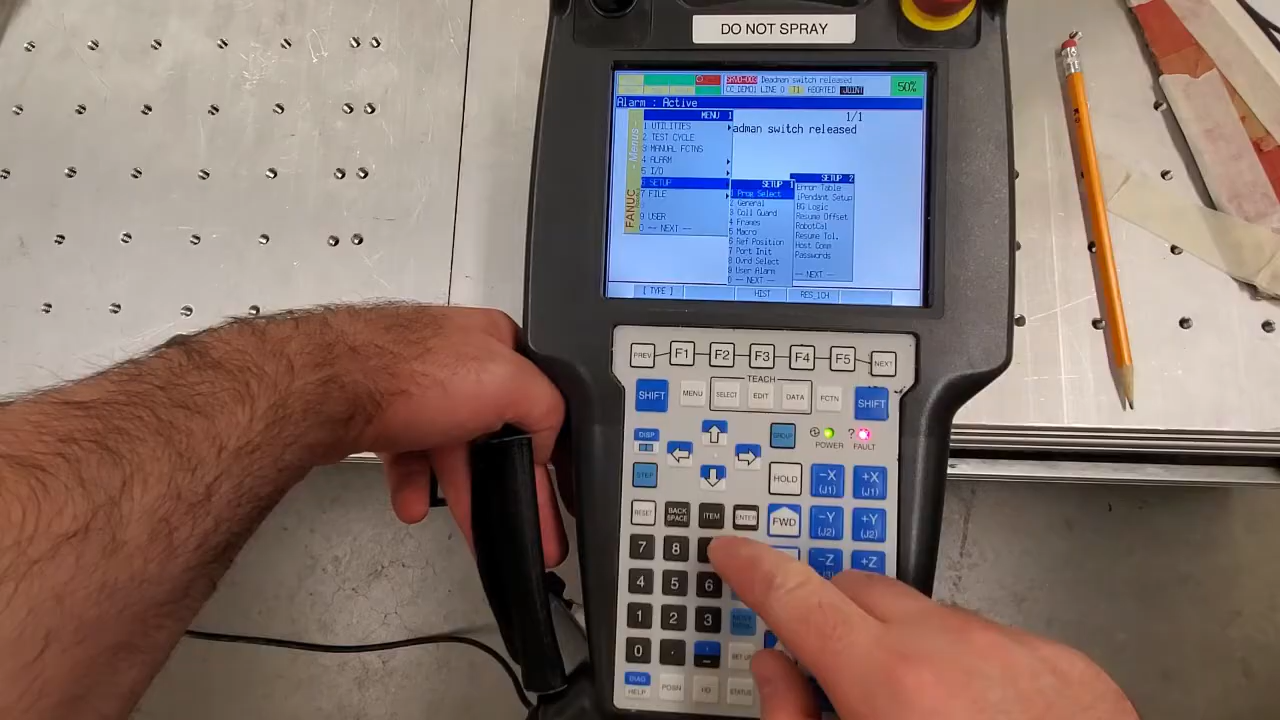 DO NOT SPRAY
SRVO-003 Deadman switch released
CC_DEMO1 LINE 0 T1 ABORTED JOINT
50%
Alarm : Active
1/1
adman switch released
FANUC
- Menus -
MENU 1
1 UTILITIES
2 TEST CYCLE
3 MANUAL FCTNS
4 ALARM
5 I/O
6 SETUP
7 FILE
9 USER
0 -- NEXT --
SETUP 1
1 Prog Select
2 General
3 Coll Guard
4 Frames
5 Macro
6 Ref Position
7 Port Init
8 Ovrd Select
9 User Alarm
0 -- NEXT --
SETUP 2
Error Table
iPendant Setup
BG Logic
Resume Offset
RobotCal
Resume Tol.
Host Comm
Passwords
-- NEXT --
[ TYPE ]
HIST
RES_1CH
PREV
F1
F2
F3
F4
F5
NEXT
TEACH
SHIFT
MENU
SELECT
EDIT
DATA
FCTN
SHIFT
DISP
GROUP
POWER
?
FAULT
STEP
HOLD
-X
(J1)
+X
(J1)
RESET
BACK
SPACE
ITEM
ENTER
FWD
-Y
(J2)
+Y
(J2)
7
8
-Z
+Z
4
5
6
1
2
3
0
.
SET UP
DIAG
HELP
POSN
I/O
STATUS